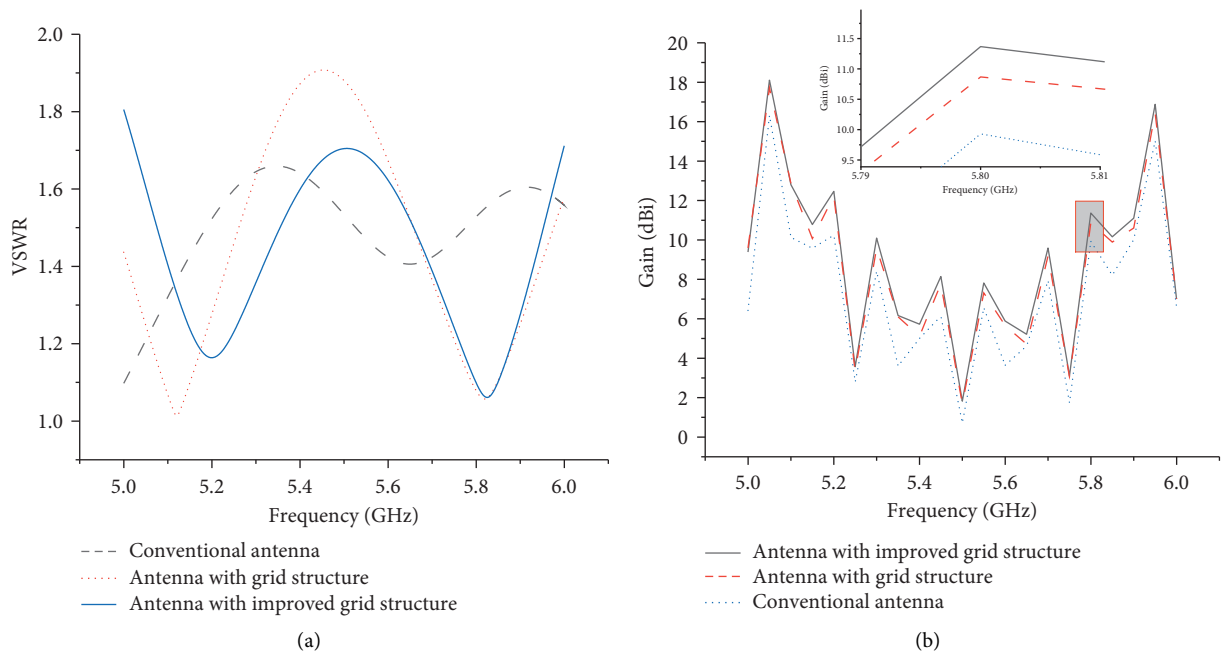 2.0
1.8
1.6
1.4
1.2
1.0
VSWR
5.0 5.2 5.4 5.6 5.8 6.0
Frequency (GHz)
Conventional antenna
Antenna with grid structure
Antenna with improved grid structure
(a)
20
18
16
14
12
10
8
6
4
2
0
Gain (dBi)
11.5
11.0
10.5
10.0
9.5
Gain (dBi)
5.79 5.80 5.81
Frequency (GHz)
5.0 5.2 5.4 5.6 5.8 6.0
Frequency (GHz)
Antenna with improved grid structure
Antenna with grid structure
Conventional antenna
(b)